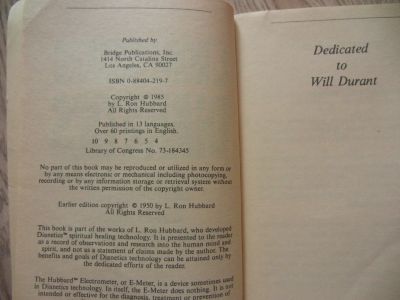 Published by
Bridge Publications, Inc.
1414 North Catalina Street
Los Angeles, CA 90027
ISBN 0-88404-219-7
Copyright © 1985
by L. Ron Hubbard
All Rights Reserved
Published in 13 languages.
Over 60 printings in English.
10 9 8 7 6 5 4
Library of Congress No. 73-184345
No part of this book may be reproduced or utilized in any form or
by any means electronic or mechanical including photocopying,
recording or by any information storage or retrieval system without
the written permission of the copyright owner.
Earlier edition copyright © 1950 by L. Ron Hubbard
All Rights Reserved
This book is part of the works of L. Ron Hubbard, who developed
Dianetics™ spiritual healing technology. It is presented to the reader
as a record of observations and research into the human mind and
spirit, and not as a statement of claims made by the author. The
benefits and goals of Dianetics technology can be attained only by
the dedicated efforts of the reader.
The Hubbard™ Electrometer, or E-Meter, is a device sometimes used
in Dianetics technology. In itself, the E-Meter does nothing. It is not
intended or effective for the diagnosis, treatment or prevention of
Dedicated
to
Will Durant